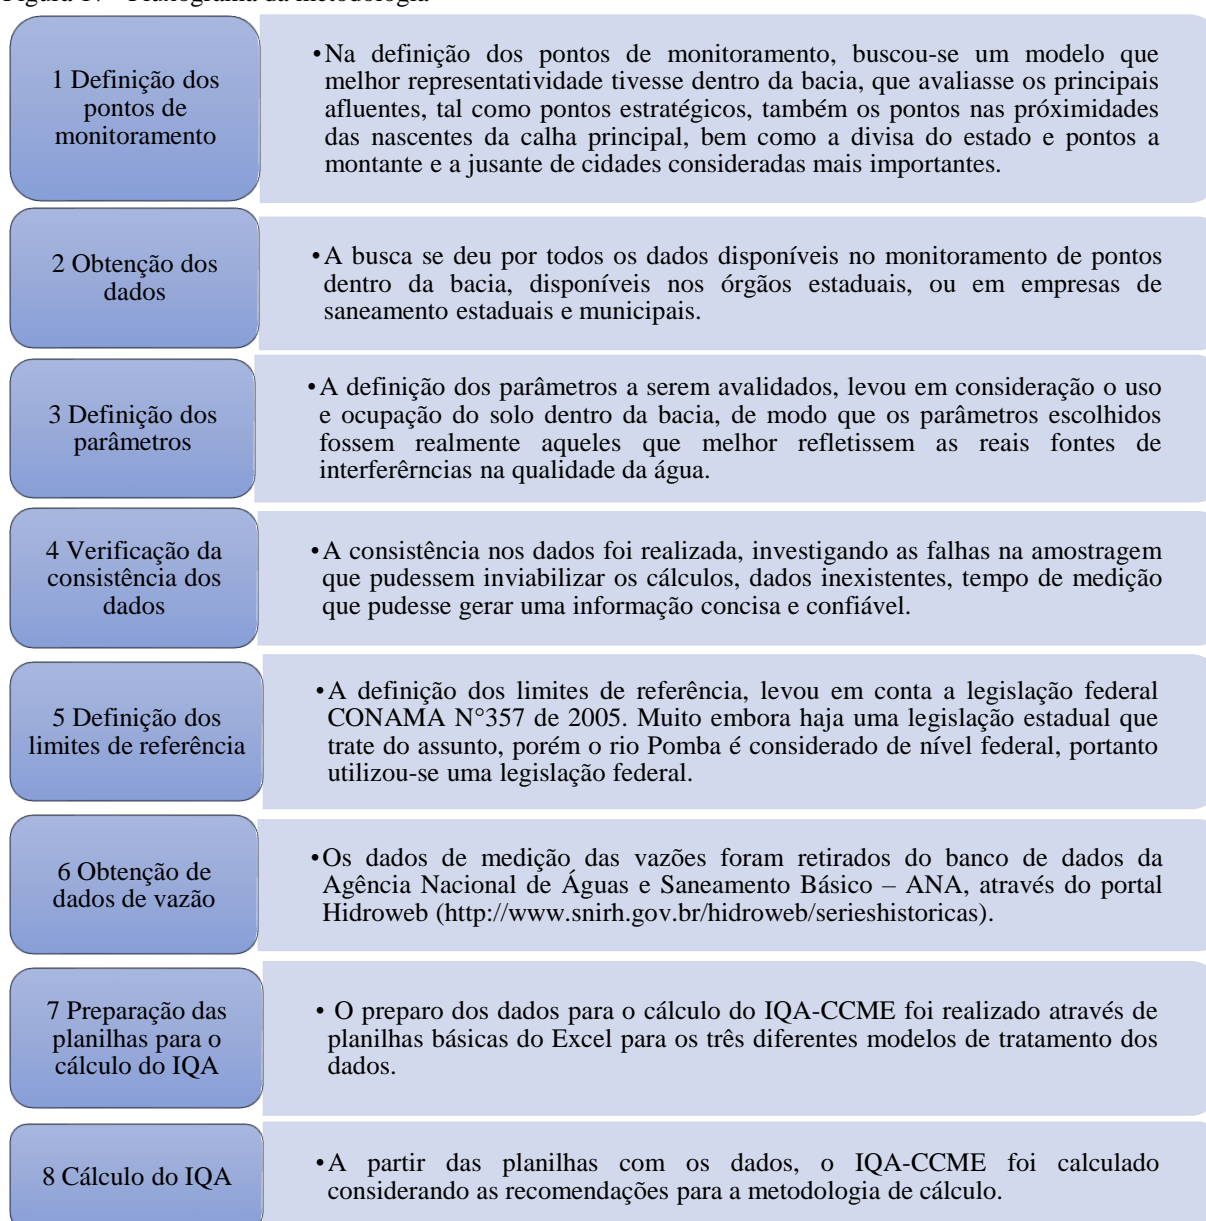 1 Definição dos
pontos de
monitoramento
•Na definição dos pontos de monitoramento, buscou-se um modelo que
melhor representatividade tivesse dentro da bacia, que avaliasse os principais
afluentes, tal como pontos estratégicos, também os pontos nas próximidades
das nascentes da calha principal, bem como a divisa do estado e pontos a
montante e a jusante de cidades consideradas mais importantes.
2 Obtenção dos
dados
•A busca se deu por todos os dados disponíveis no monitoramento de pontos
dentro da bacia, disponíveis nos órgãos estaduais, ou em empresas de
saneamento estaduais e municipais.
3 Definição dos
parâmetros
•A definição dos parâmetros a serem avalidados, levou em consideração o uso
e ocupação do solo dentro da bacia, de modo que os parâmetros escolhidos
fossem realmente aqueles que melhor refletissem as reais fontes de
interferêrncias na qualidade da água.
4 Verificação da
consistência dos
dados
•A consistência nos dados foi realizada, investigando as falhas na amostragem
que pudessem inviabilizar os cálculos, dados inexistentes, tempo de medição
que pudesse gerar uma informação concisa e confiável.
5 Definição dos
limites de referência
•A definição dos limites de referência, levou em conta a legislação federal
CONAMA N°357 de 2005. Muito embora haja uma legislação estadual que
trate do assunto, porém o rio Pomba é considerado de nível federal, portanto
utilizou-se uma legislação federal.
6 Obtenção de
dados de vazão
•Os dados de medição das vazões foram retirados do banco de dados da
Agência Nacional de Águas e Saneamento Básico – ANA, através do portal
Hidroweb (http://www.snirh.gov.br/hidroweb/serieshistoricas).
7 Preparação das
planilhas para o
cálculo do IQA
• O preparo dos dados para o cálculo do IQA-CCME foi realizado através de
planilhas básicas do Excel para os três diferentes modelos de tratamento dos
dados.
8 Cálculo do IQA
•A partir das planilhas com os dados, o IQA-CCME foi calculado
considerando as recomendações para a metodologia de cálculo.